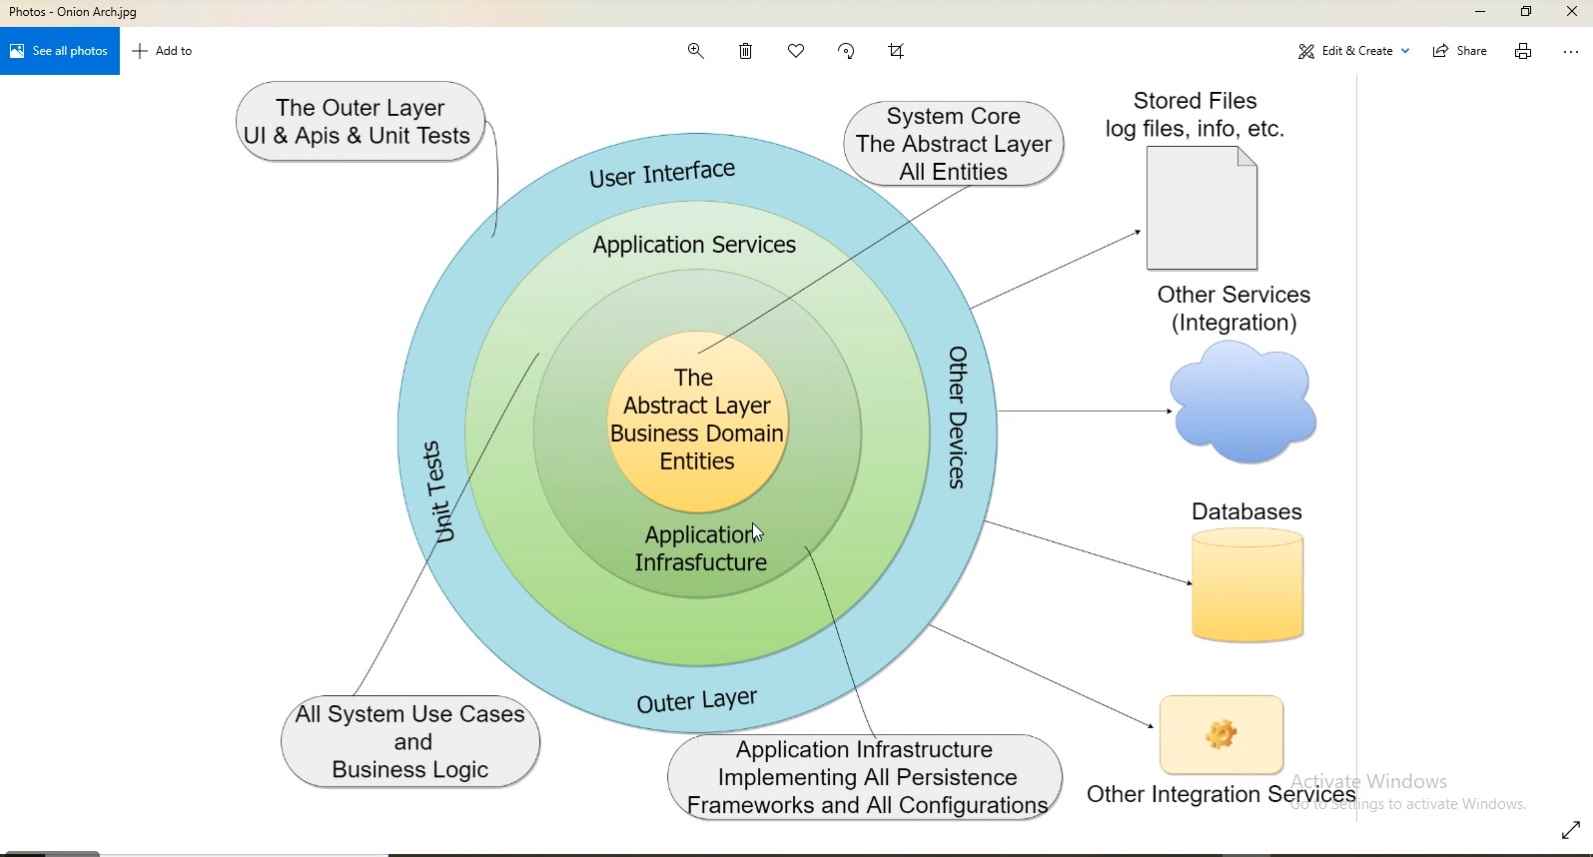 Photos - Onion Arch.jpg
See all photos
Add to
Edit & Create
Share
The Outer Layer
UI & Apis & Unit Tests
System Core
The Abstract Layer
All Entities
Stored Files
log files, info, etc.
User Interface
Application Services
Other Services
(Integration)
Other Devices
The
Abstract Layer
Business Domain
Entities
Unit Tests
Databases
Application
Infrasfucture
Outer Layer
All System Use Cases
and
Business Logic
Application Infrastructure
Implementing All Persistence
Frameworks and All Configurations
Other Integration Services
Activate Windows
Go to Settings to activate Windows.